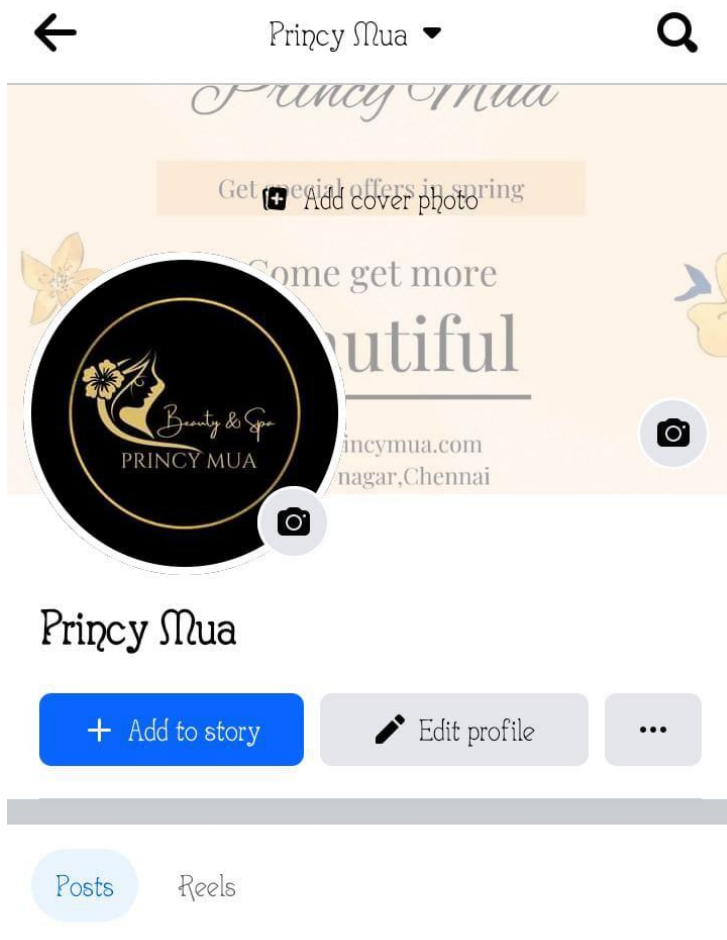 Princy Mua
Princy Mua
Get special offers in spring
Add cover photo
Come get more
utiful
incymua.com
nagar,Chennai
Beauty & Spa
PRINCY MUA
Princy Mua
+ Add to story
Edit profile
Posts
Reels